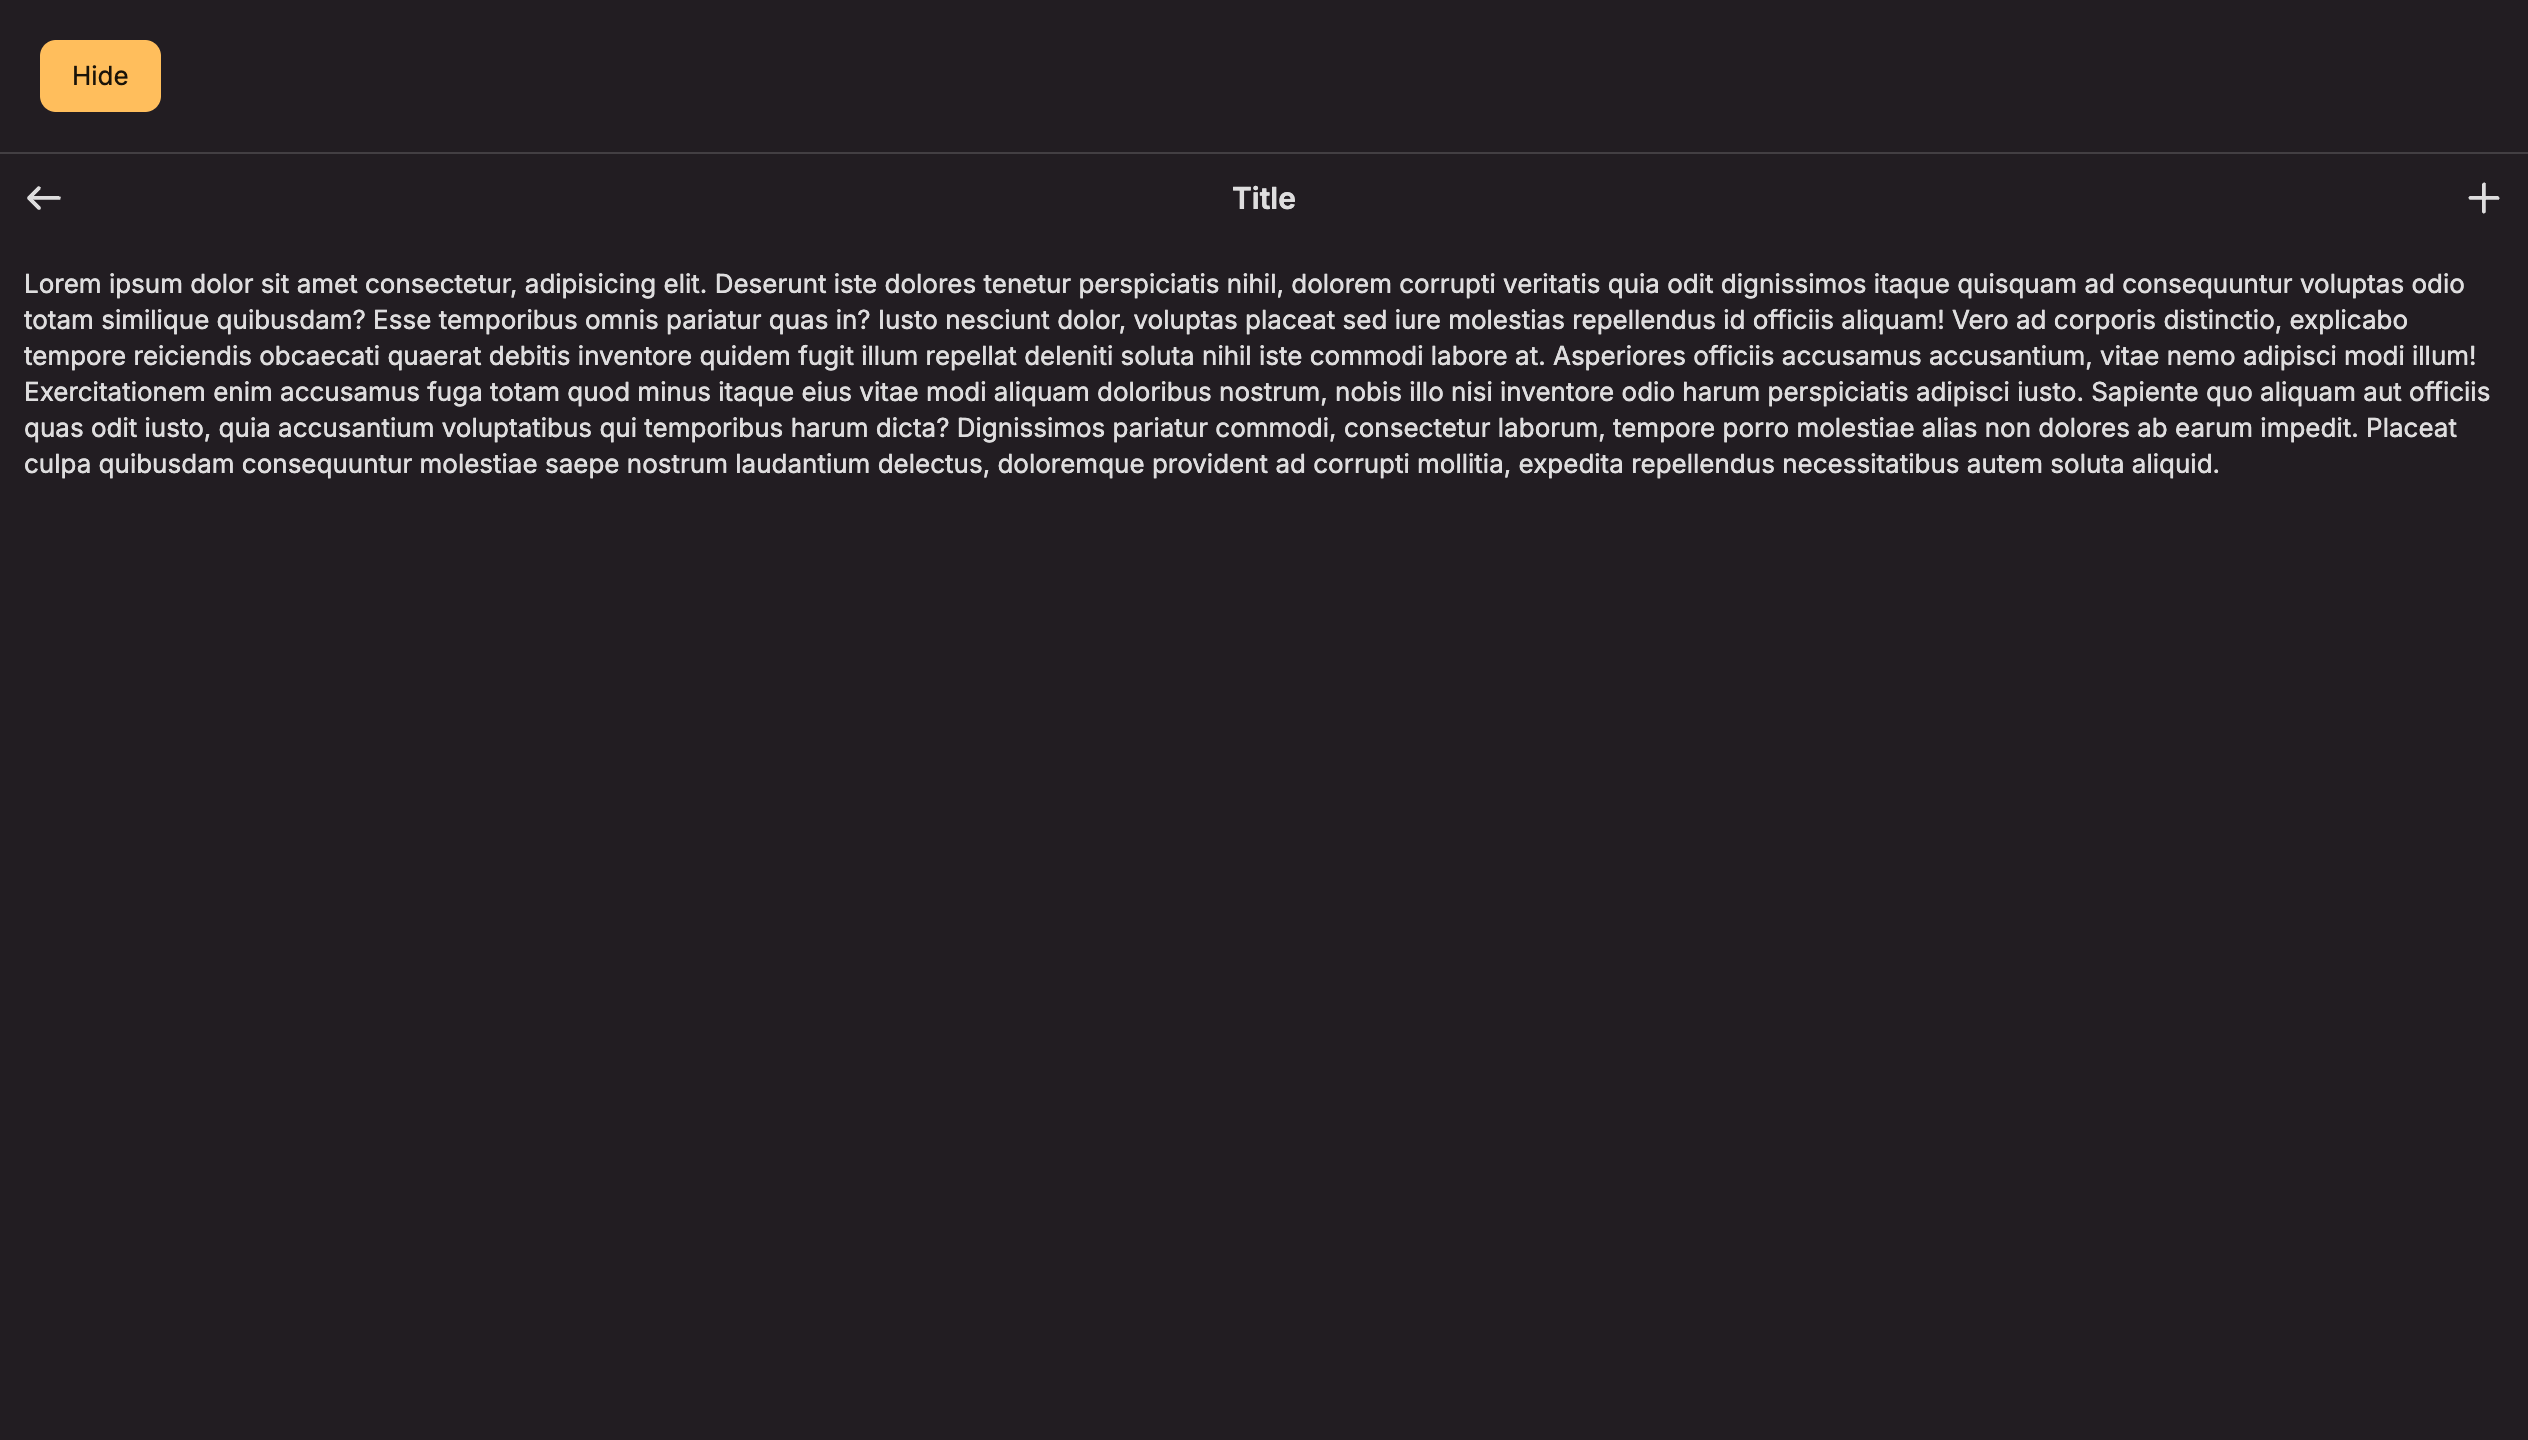 Hide
Title
Lorem ipsum dolor sit amet consectetur, adipisicing elit. Deserunt iste dolores tenetur perspiciatis nihil, dolorem corrupti veritatis quia odit dignissimos itaque quisquam ad consequuntur voluptas odio
totam similique quibusdam? Esse temporibus omnis pariatur quas in? Iusto nesciunt dolor, voluptas placeat sed iure molestias repellendus id officiis aliquam! Vero ad corporis distinctio, explicabo
tempore reiciendis obcaecati quaerat debitis inventore quidem fugit illum repellat deleniti soluta nihil iste commodi labore at. Asperiores officiis accusamus accusantium, vitae nemo adipisci modi illum!
Exercitationem enim accusamus fuga totam quod minus itaque eius vitae modi aliquam doloribus nostrum, nobis illo nisi inventore odio harum perspiciatis adipisci iusto. Sapiente quo aliquam aut officiis
quas odit iusto, quia accusantium voluptatibus qui temporibus harum dicta? Dignissimos pariatur commodi, consectetur laborum, tempore porro molestiae alias non dolores ab earum impedit. Placeat
culpa quibusdam consequuntur molestiae saepe nostrum laudantium delectus, doloremque provident ad corrupti mollitia, expedita repellendus necessitatibus autem soluta aliquid.